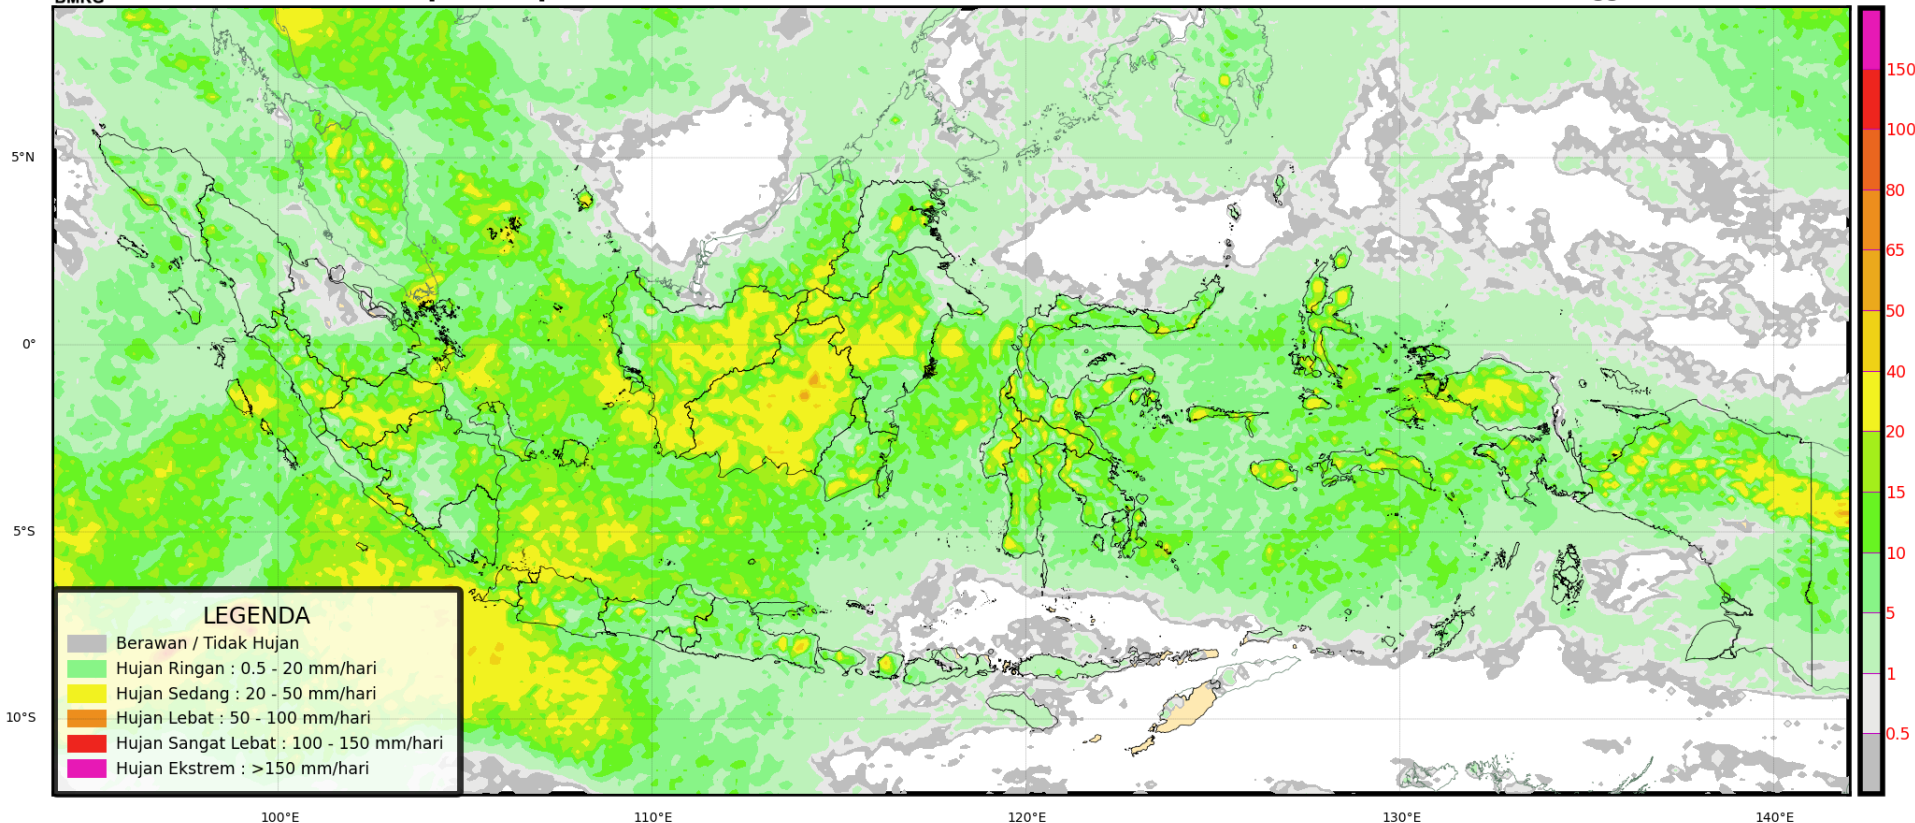 BMKG
5°N
0°
5°S
10°S
100°E
110°E
120°E
130°E
140°E
LEGENDA
Berawan / Tidak Hujan
Hujan Ringan : 0.5 - 20 mm/hari
Hujan Sedang : 20 - 50 mm/hari
Hujan Lebat : 50 - 100 mm/hari
Hujan Sangat Lebat : 100 - 150 mm/hari
Hujan Ekstrem : >150 mm/hari
150
100
80
65
50
40
20
15
10
5
1
0.5